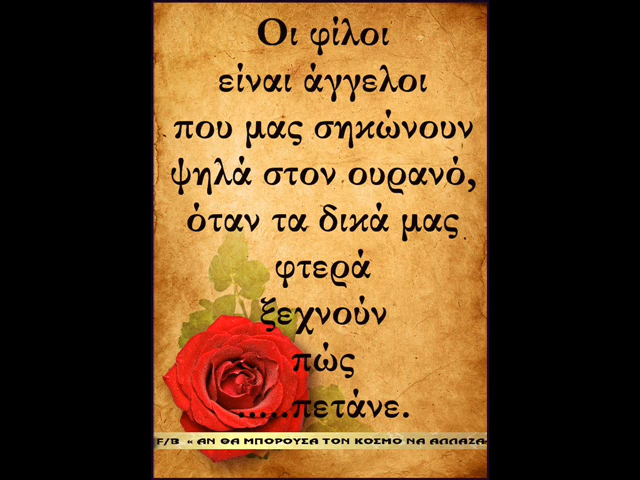 Οι φίλοι
είναι άγγελοι
που μας σηκώνουν
ψηλά στον ουρανό,
όταν τα δικά μας
φτερά
ξεχνούν
πώς
.....πετάνε.
F/B « ΑΝ ΘΑ ΜΠΟΡΟΥΣΑ ΤΟΝ ΚΟΣΜΟ ΝΑ ΑΛΛΑΖΑ